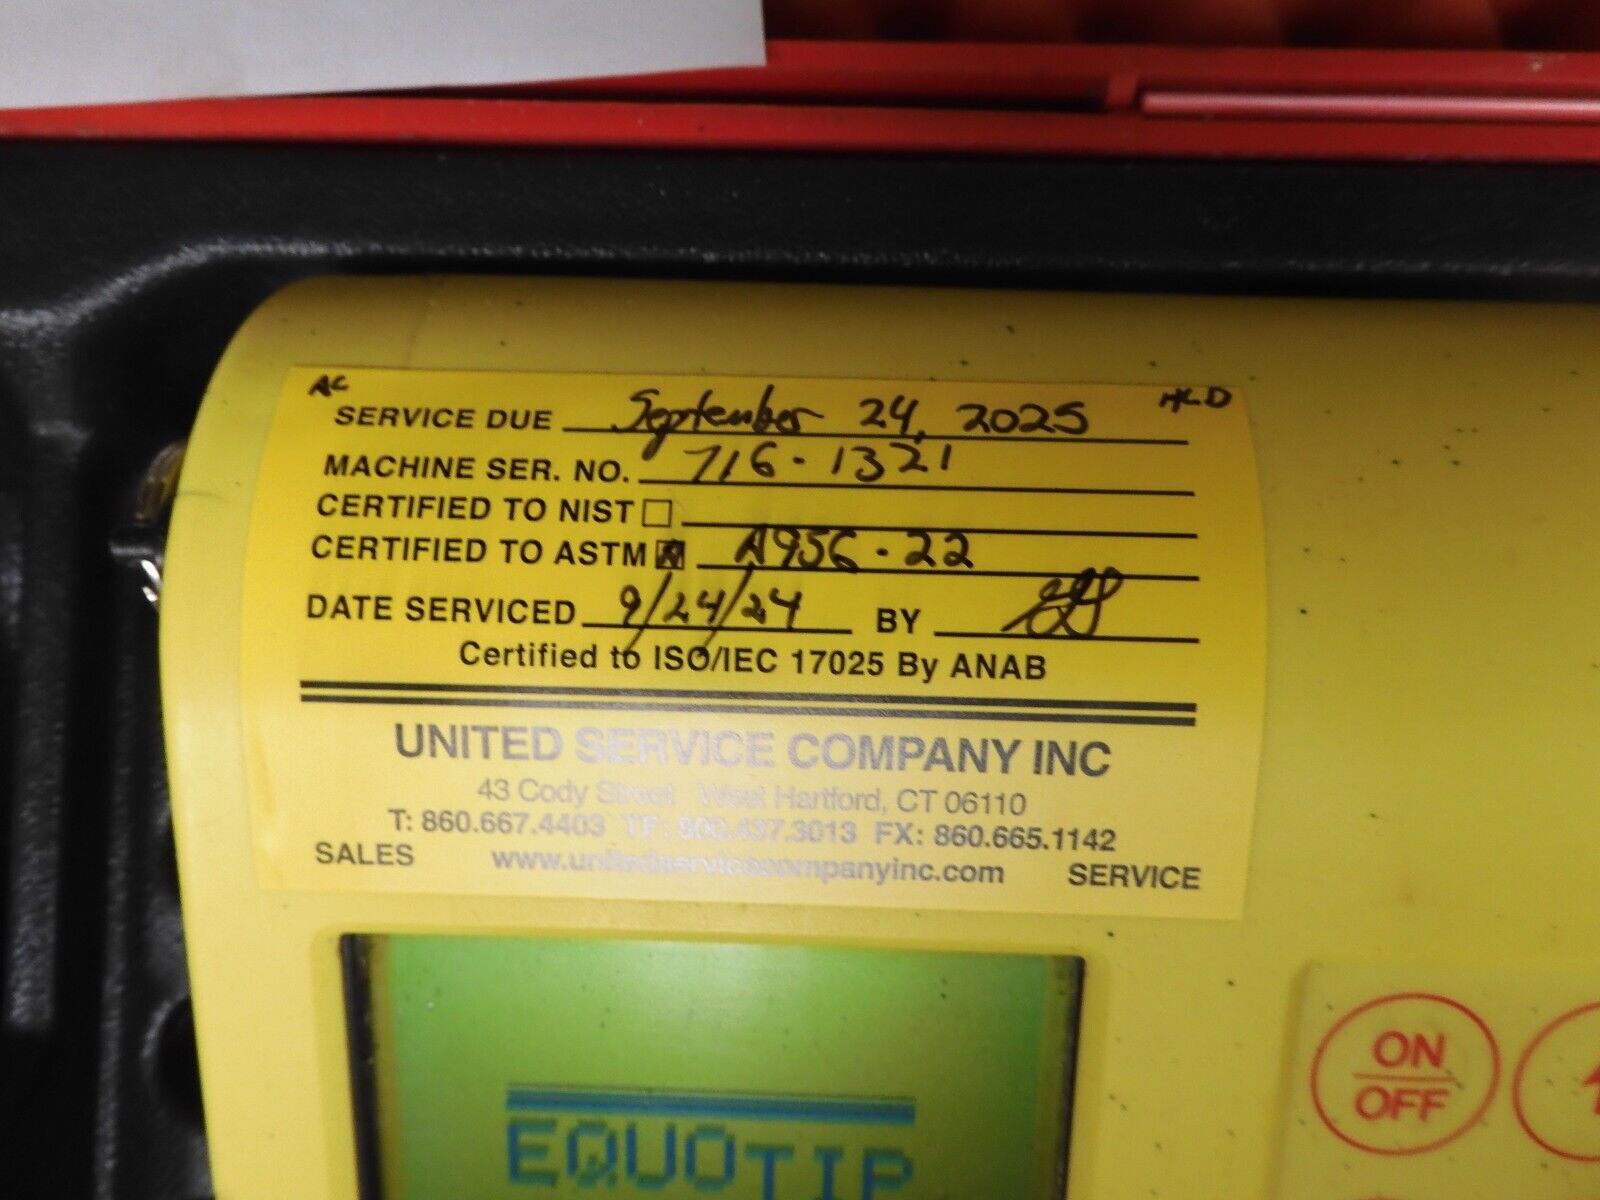 AC HLD
SERVICE DUE September 24, 2025
MACHINE SER. NO. 716-1321
CERTIFIED TO NIST
CERTIFIED TO ASTM A956-22
DATE SERVICED 9/24/24 BY
Certified to ISO/IEC 17025 By ANAB
UNITED SERVICE COMPANY INC
43 Cody Street West Hartford, CT 06110
T: 860.667.4403 TF: 800.437.3013 FX: 860.665.1142
SALES www.unitedservicecompanyinc.com SERVICE
EQUOTIP
ON
OFF